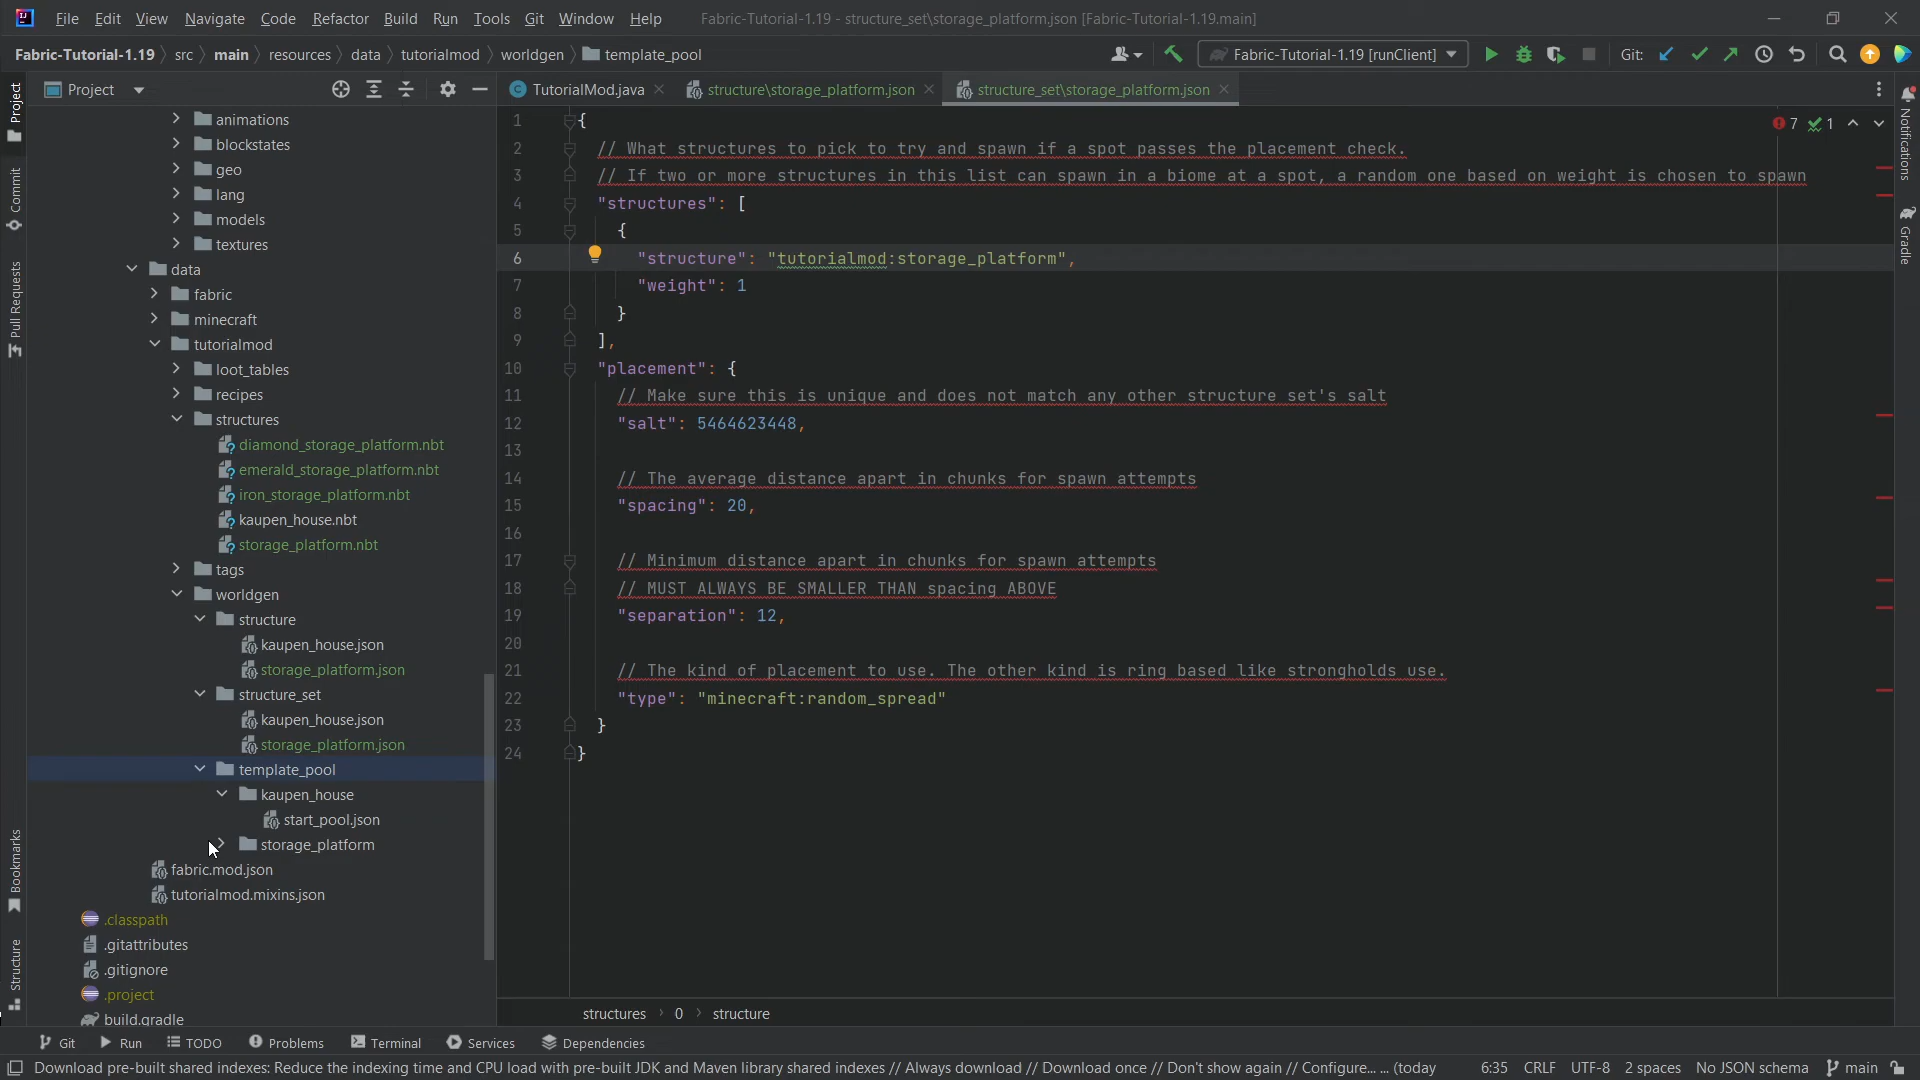 File Edit View Navigate Code Refactor Build Run Tools Git Window Help Fabric-Tutorial-1.19 - structure_set\storage_platform.json [Fabric-Tutorial-1.19.main]
Fabric-Tutorial-1.19 src main resources data tutorialmod worldgen template_pool Fabric-Tutorial-1.19 [runClient] Git:
Project
TutorialMod.java structure\storage_platform.json structure_set\storage_platform.json
Project
Commit
Pull Requests
Bookmarks
Structure
animations
blockstates
geo
lang
models
textures
data
fabric
minecraft
tutorialmod
loot_tables
recipes
structures
diamond_storage_platform.nbt
emerald_storage_platform.nbt
iron_storage_platform.nbt
kaupen_house.nbt
storage_platform.nbt
tags
worldgen
structure
kaupen_house.json
storage_platform.json
structure_set
kaupen_house.json
storage_platform.json
template_pool
kaupen_house
start_pool.json
storage_platform
fabric.mod.json
tutorialmod.mixins.json
.classpath
.gitattributes
.gitignore
.project
build.gradle
7 1
1 {
2 // What structures to pick to try and spawn if a spot passes the placement check.
3 // If two or more structures in this list can spawn in a biome at a spot, a random one based on weight is chosen to spawn
4 "structures": [
5 {
6 "structure": "tutorialmod:storage_platform",
7 "weight": 1
8 }
9 ],
10 "placement": {
11 // Make sure this is unique and does not match any other structure set's salt
12 "salt": 5464623448,
13
14 // The average distance apart in chunks for spawn attempts
15 "spacing": 20,
16
17 // Minimum distance apart in chunks for spawn attempts
18 // MUST ALWAYS BE SMALLER THAN spacing ABOVE
19 "separation": 12,
20
21 // The kind of placement to use. The other kind is ring based like strongholds use.
22 "type": "minecraft:random_spread"
23 }
24 }
structures 0 structure
Notifications
Gradle
Git Run TODO Problems Terminal Services Dependencies
Download pre-built shared indexes: Reduce the indexing time and CPU load with pre-built JDK and Maven library shared indexes // Always download // Download once // Don't show again // Configure... ... (today 6:35 CRLF UTF-8 2 spaces No JSON schema main